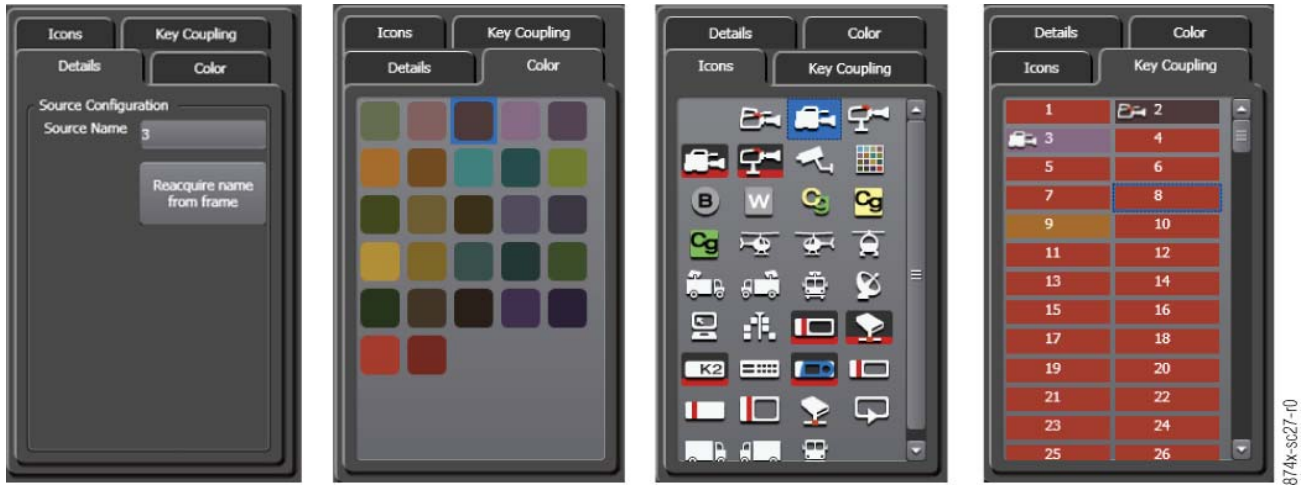 Icons Key Coupling
Details Color
Source Configuration
Source Name 3
Reacquire name
from frame
Icons Key Coupling
Details Color
Details Color
Icons Key Coupling
B W Cg Cg
Cg
K2
Details Color
Icons Key Coupling
1 2
3 4
5 6
7 8
9 10
11 12
13 14
15 16
17 18
19 20
21 22
23 24
25 26
874x-sc27-r0